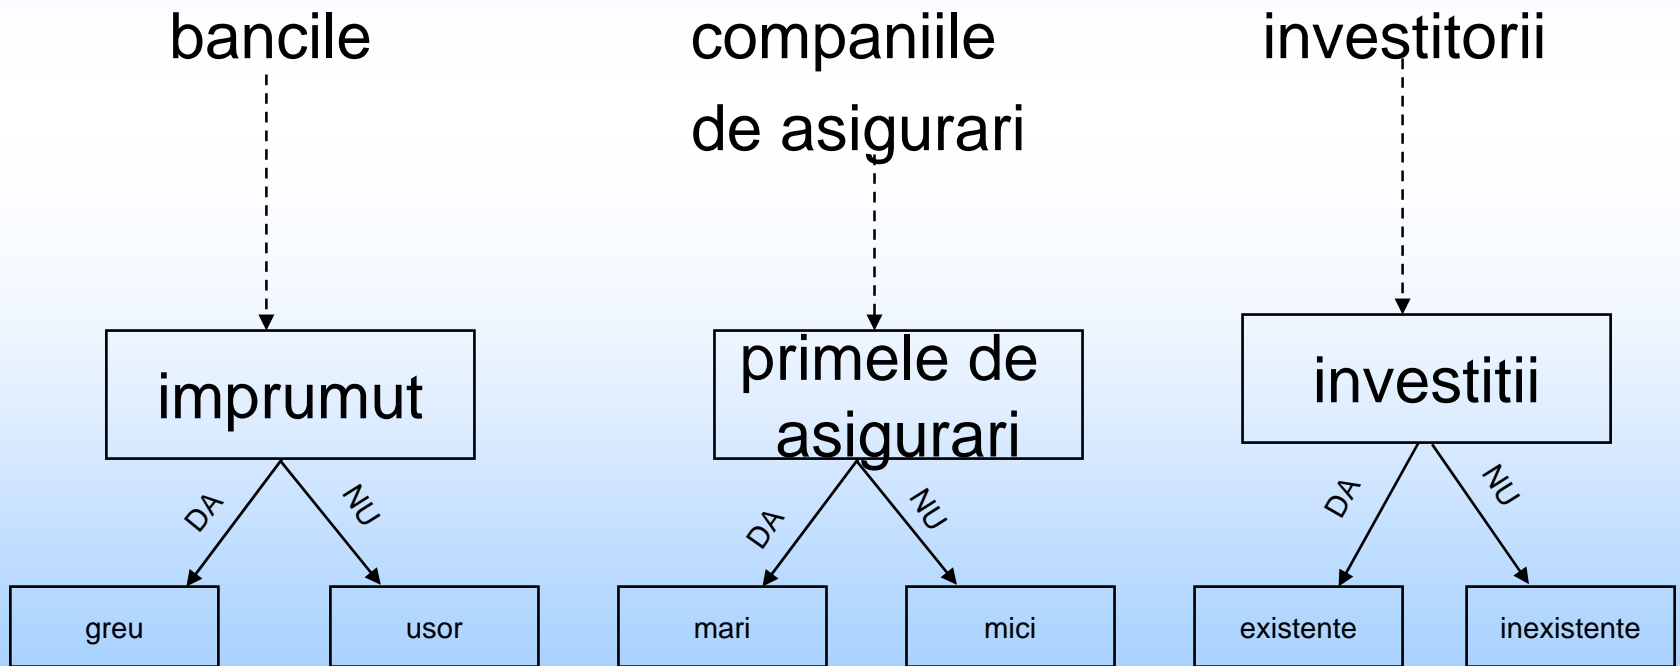 bancile
companiile
de asigurari
investitorii
imprumut
primele de
asigurari
investitii
DA
NU
DA
NU
DA
NU
greu
usor
mari
mici
existente
inexistente